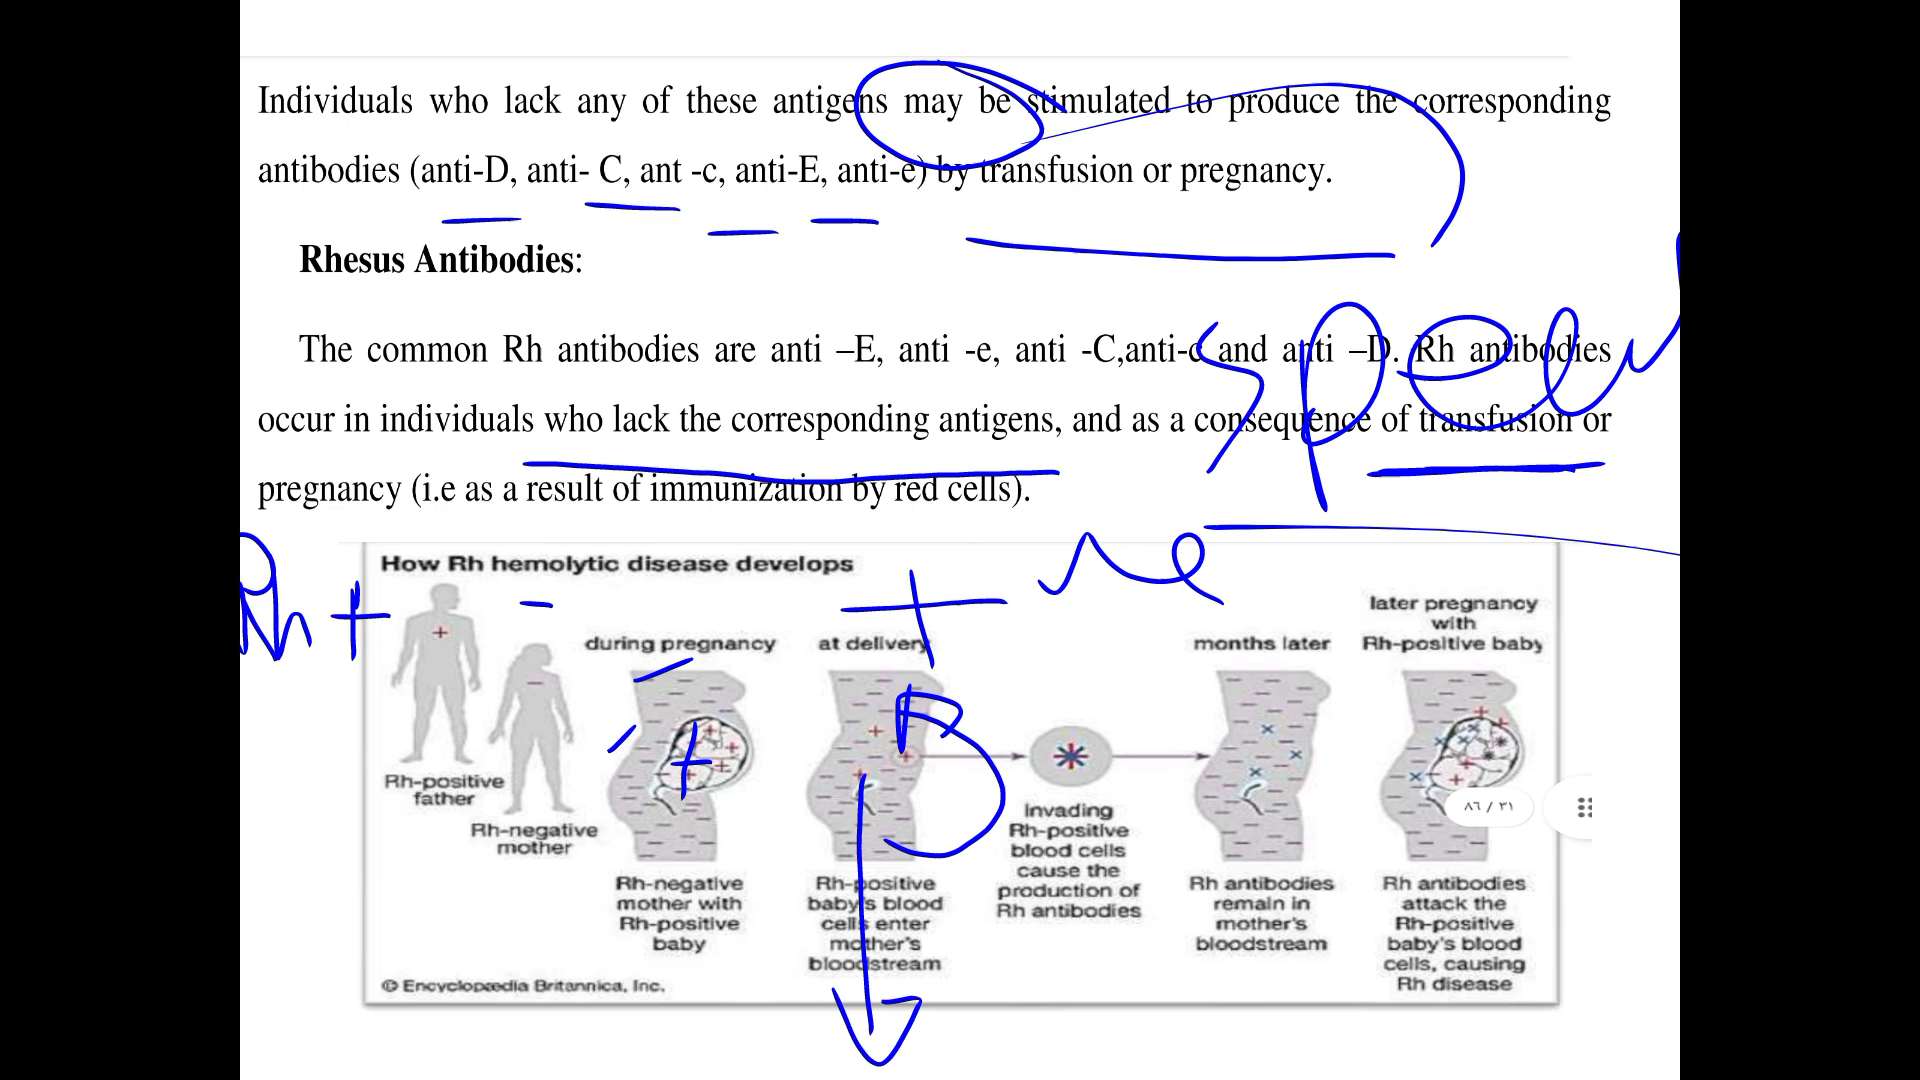 Individuals who lack any of these antigens may be stimulated to produce the corresponding
antibodies (anti-D, anti- C, ant -c, anti-E, anti-e) by transfusion or pregnancy.
Rhesus Antibodies:
The common Rh antibodies are anti –E, anti -e, anti -C,anti-c and anti –D. Rh antibodies
occur in individuals who lack the corresponding antigens, and as a consequence of transfusion or
pregnancy (i.e as a result of immunization by red cells).
Rh +
How Rh hemolytic disease develops
during pregnancy
at delivery
months later
later pregnancy
with
Rh-positive baby
Rh-positive
father
Rh-negative
mother
Rh-negative
mother with
Rh-positive
baby
Rh-positive
baby's blood
cells enter
mother's
bloodstream
Invading
Rh-positive
blood cells
cause the
production of
Rh antibodies
Rh antibodies
remain in
mother's
bloodstream
Rh antibodies
attack the
Rh-positive
baby's blood
cells, causing
Rh disease
© Encyclopædia Britannica, Inc.
٨٦ / ٣١